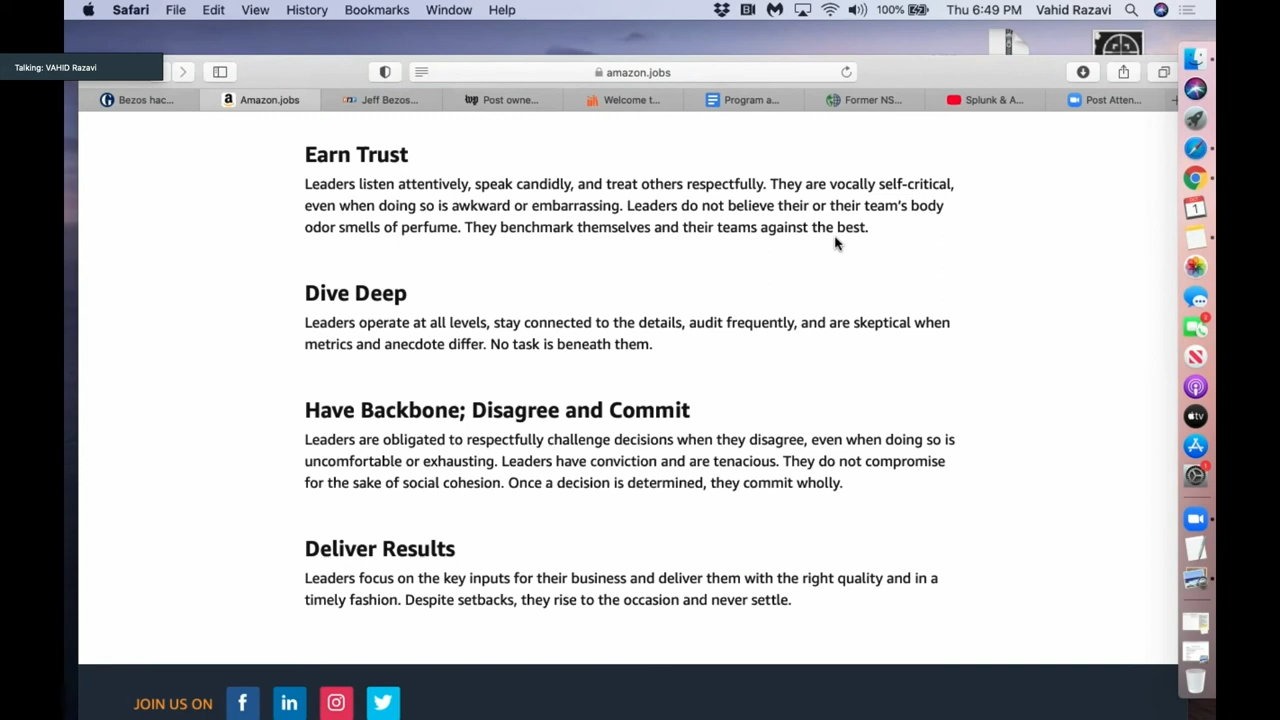 Safari File Edit View History Bookmarks Window Help 100% Thu 6:49 PM Vahid Razavi
Talking: VAHID Razavi
amazon.jobs
Bezos hac... Amazon.jobs Jeff Bezos... Post owne... Welcome t... Program a... Former NS... Splunk & A... Post Atten...
Earn Trust
Leaders listen attentively, speak candidly, and treat others respectfully. They are vocally self-critical,
even when doing so is awkward or embarrassing. Leaders do not believe their or their team's body
odor smells of perfume. They benchmark themselves and their teams against the best.
Dive Deep
Leaders operate at all levels, stay connected to the details, audit frequently, and are skeptical when
metrics and anecdote differ. No task is beneath them.
Have Backbone; Disagree and Commit
Leaders are obligated to respectfully challenge decisions when they disagree, even when doing so is
uncomfortable or exhausting. Leaders have conviction and are tenacious. They do not compromise
for the sake of social cohesion. Once a decision is determined, they commit wholly.
Deliver Results
Leaders focus on the key inputs for their business and deliver them with the right quality and in a
timely fashion. Despite setbacks, they rise to the occasion and never settle.
JOIN US ON